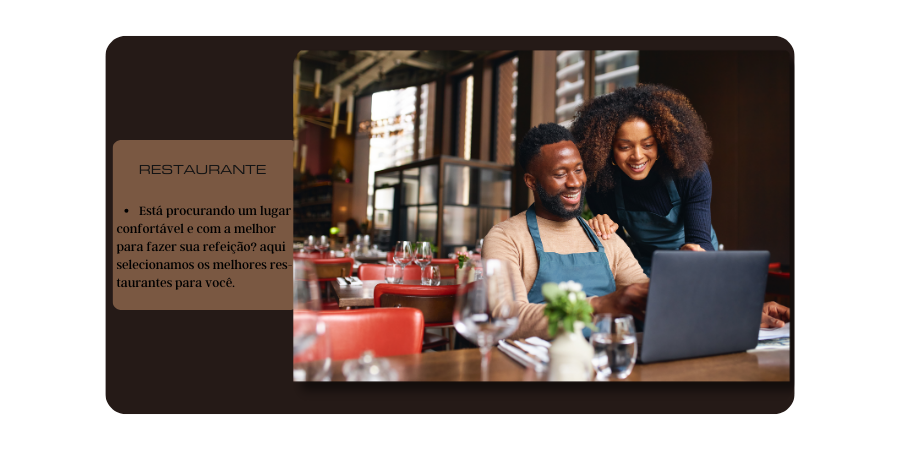 RESTAURANTE
• Está procurando um lugar
confortável e com a melhor
para fazer sua refeição? aqui
selecionamos os melhores res-
taurantes para você.